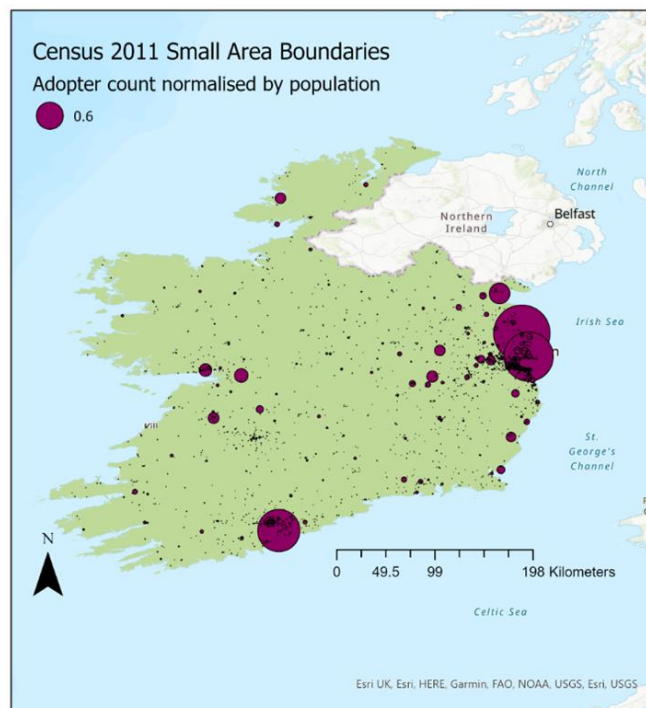 Census 2011 Small Area Boundaries
Adopter count normalised by population
0.6
North
Channel
Belfast
Northern
Ireland
Irish Sea
St.
George's
Channel
N
0 49.5 99 198 Kilometers
Celtic Sea
Esri UK, Esri, HERE, Garmin, FAO, NOAA, USGS, Esri, USGS